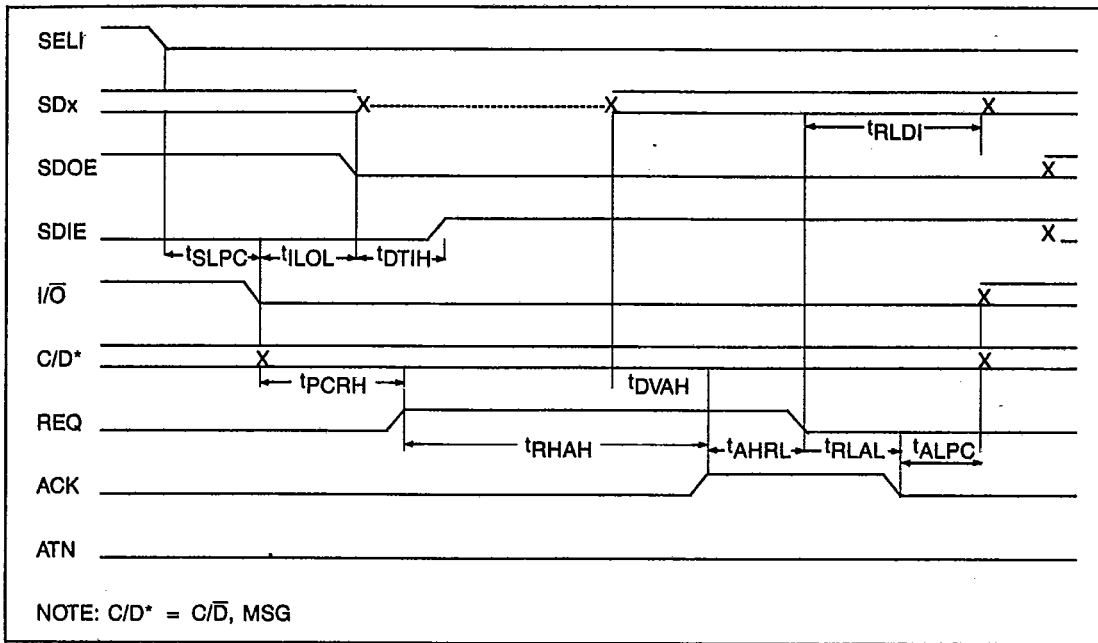 SELI
SDx
X X X
tRLDI
SDOE
X
SDIE
X
tSLPC tILOL tDTIH
I/O̅
X
C/D*
X X
tPCRH tDVAH
REQ
tRHAH tAHRL tRLAL tALPC
ACK
ATN
NOTE: C/D* = C/D̅, MSG